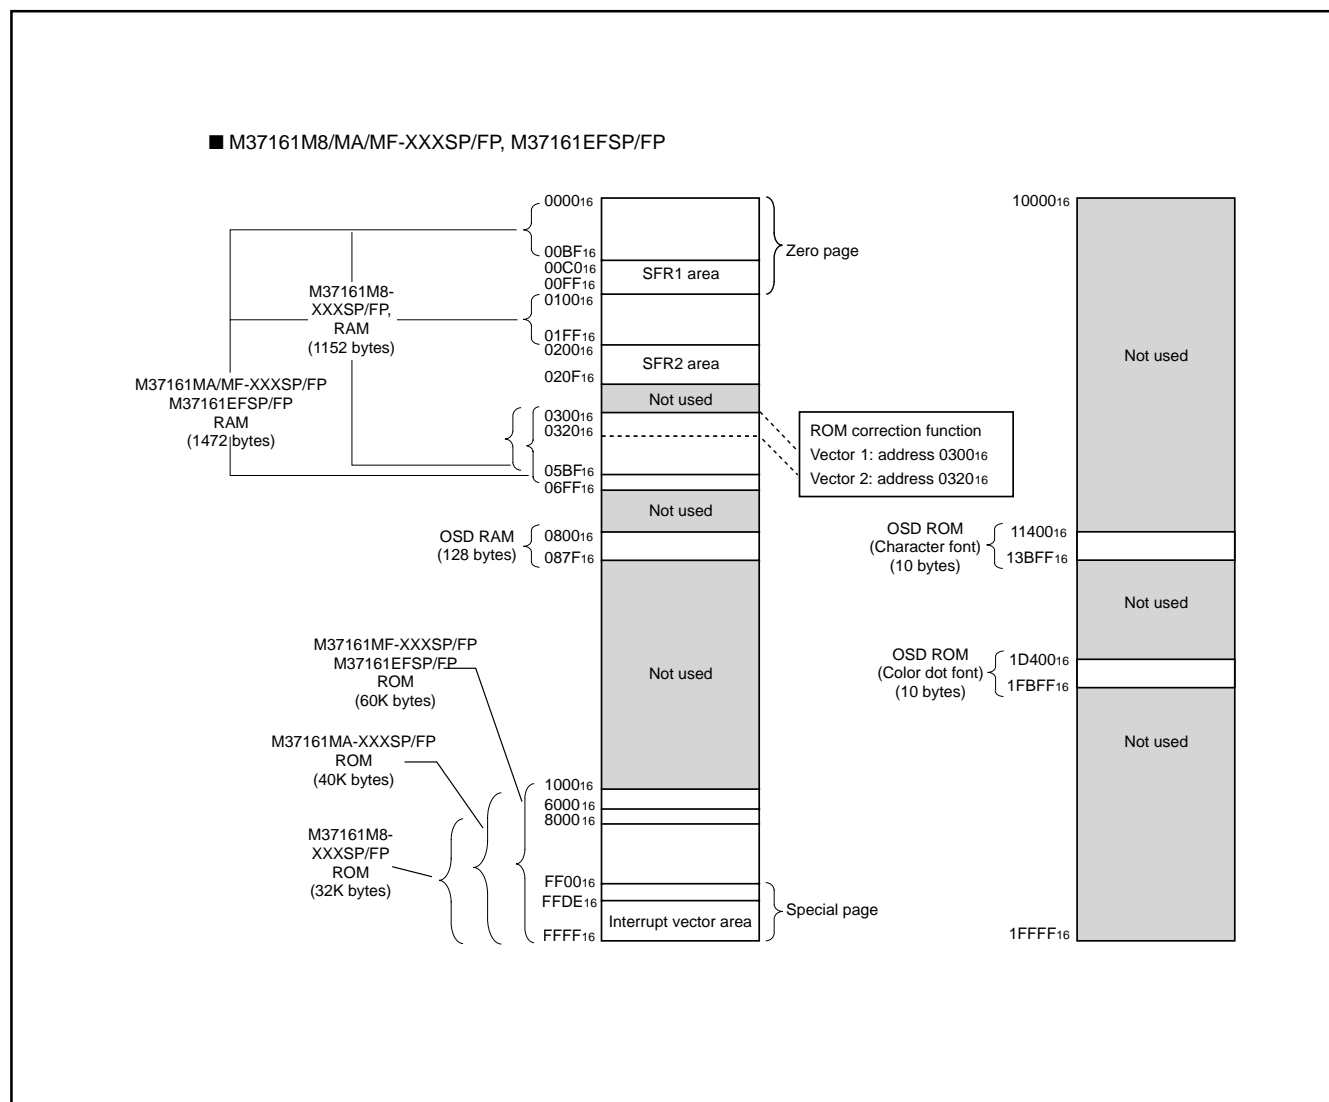 ■ M37161M8/MA/MF-XXXSP/FP, M37161EFSP/FP
M37161M8-
XXXSP/FP,
RAM
(1152 bytes)
M37161MA/MF-XXXSP/FP
M37161EFSP/FP
RAM
(1472 bytes)
OSD RAM
(128 bytes)
M37161MF-XXXSP/FP
M37161EFSP/FP
ROM
(60K bytes)
M37161MA-XXXSP/FP
ROM
(40K bytes)
M37161M8-
XXXSP/FP
ROM
(32K bytes)
0000₁₆
00BF₁₆
00C0₁₆
00FF₁₆
0100₁₆
01FF₁₆
0200₁₆
020F₁₆
0300₁₆
0320₁₆
05BF₁₆
06FF₁₆
0800₁₆
087F₁₆
1000₁₆
6000₁₆
8000₁₆
FF00₁₆
FFDE₁₆
FFFF₁₆
SFR1 area
SFR2 area
Not used
Not used
Not used
Interrupt vector area
Zero page
ROM correction function
Vector 1: address 0300₁₆
Vector 2: address 0320₁₆
Special page
OSD ROM
(Character font)
(10 bytes)
OSD ROM
(Color dot font)
(10 bytes)
10000₁₆
11400₁₆
13BFF₁₆
1D400₁₆
1FBFF₁₆
1FFFF₁₆
Not used
Not used
Not used